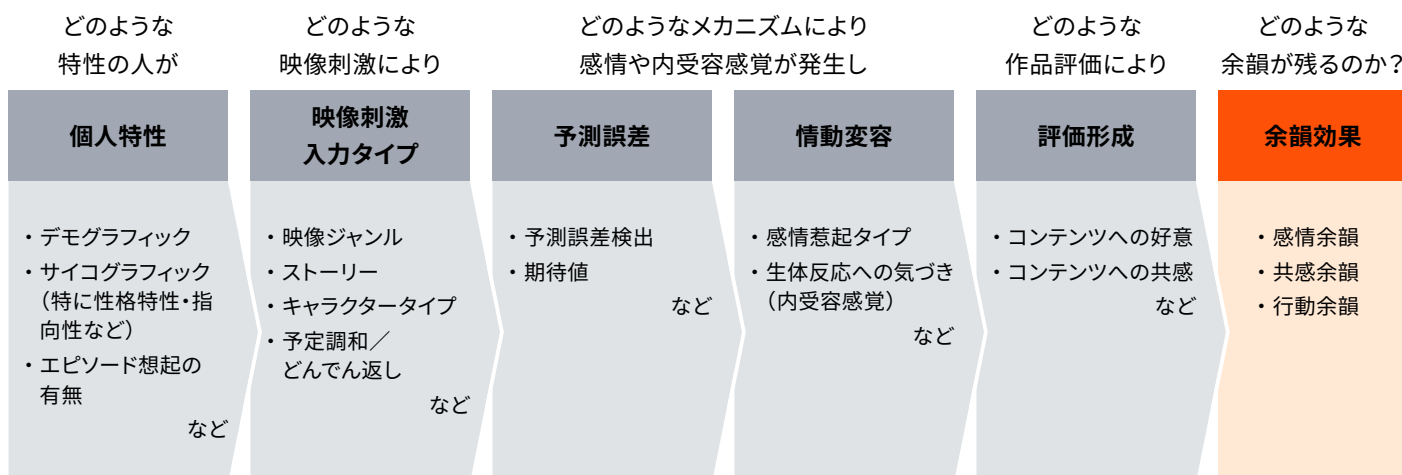 どのような
特性の人が
どのような
映像刺激により
どのようなメカニズムにより
感情や内受容感覚が発生し
どのような
作品評価により
どのような
余韻が残るのか?
個人特性
映像刺激
入力タイプ
予測誤差
情動変容
評価形成
余韻効果
・デモグラフィック
・サイコグラフィック
（特に性格特性・指
向性など）
・エピソード想起の
有無
など
・映像ジャンル
・ストーリー
・キャラクタータイプ
・予定調和／
どんでん返し
など
・予測誤差検出
・期待値
など
・感情惹起タイプ
・生体反応への気づき
（内受容感覚）
など
・コンテンツへの好意
・コンテンツへの共感
など
・感情余韻
・共感余韻
・行動余韻